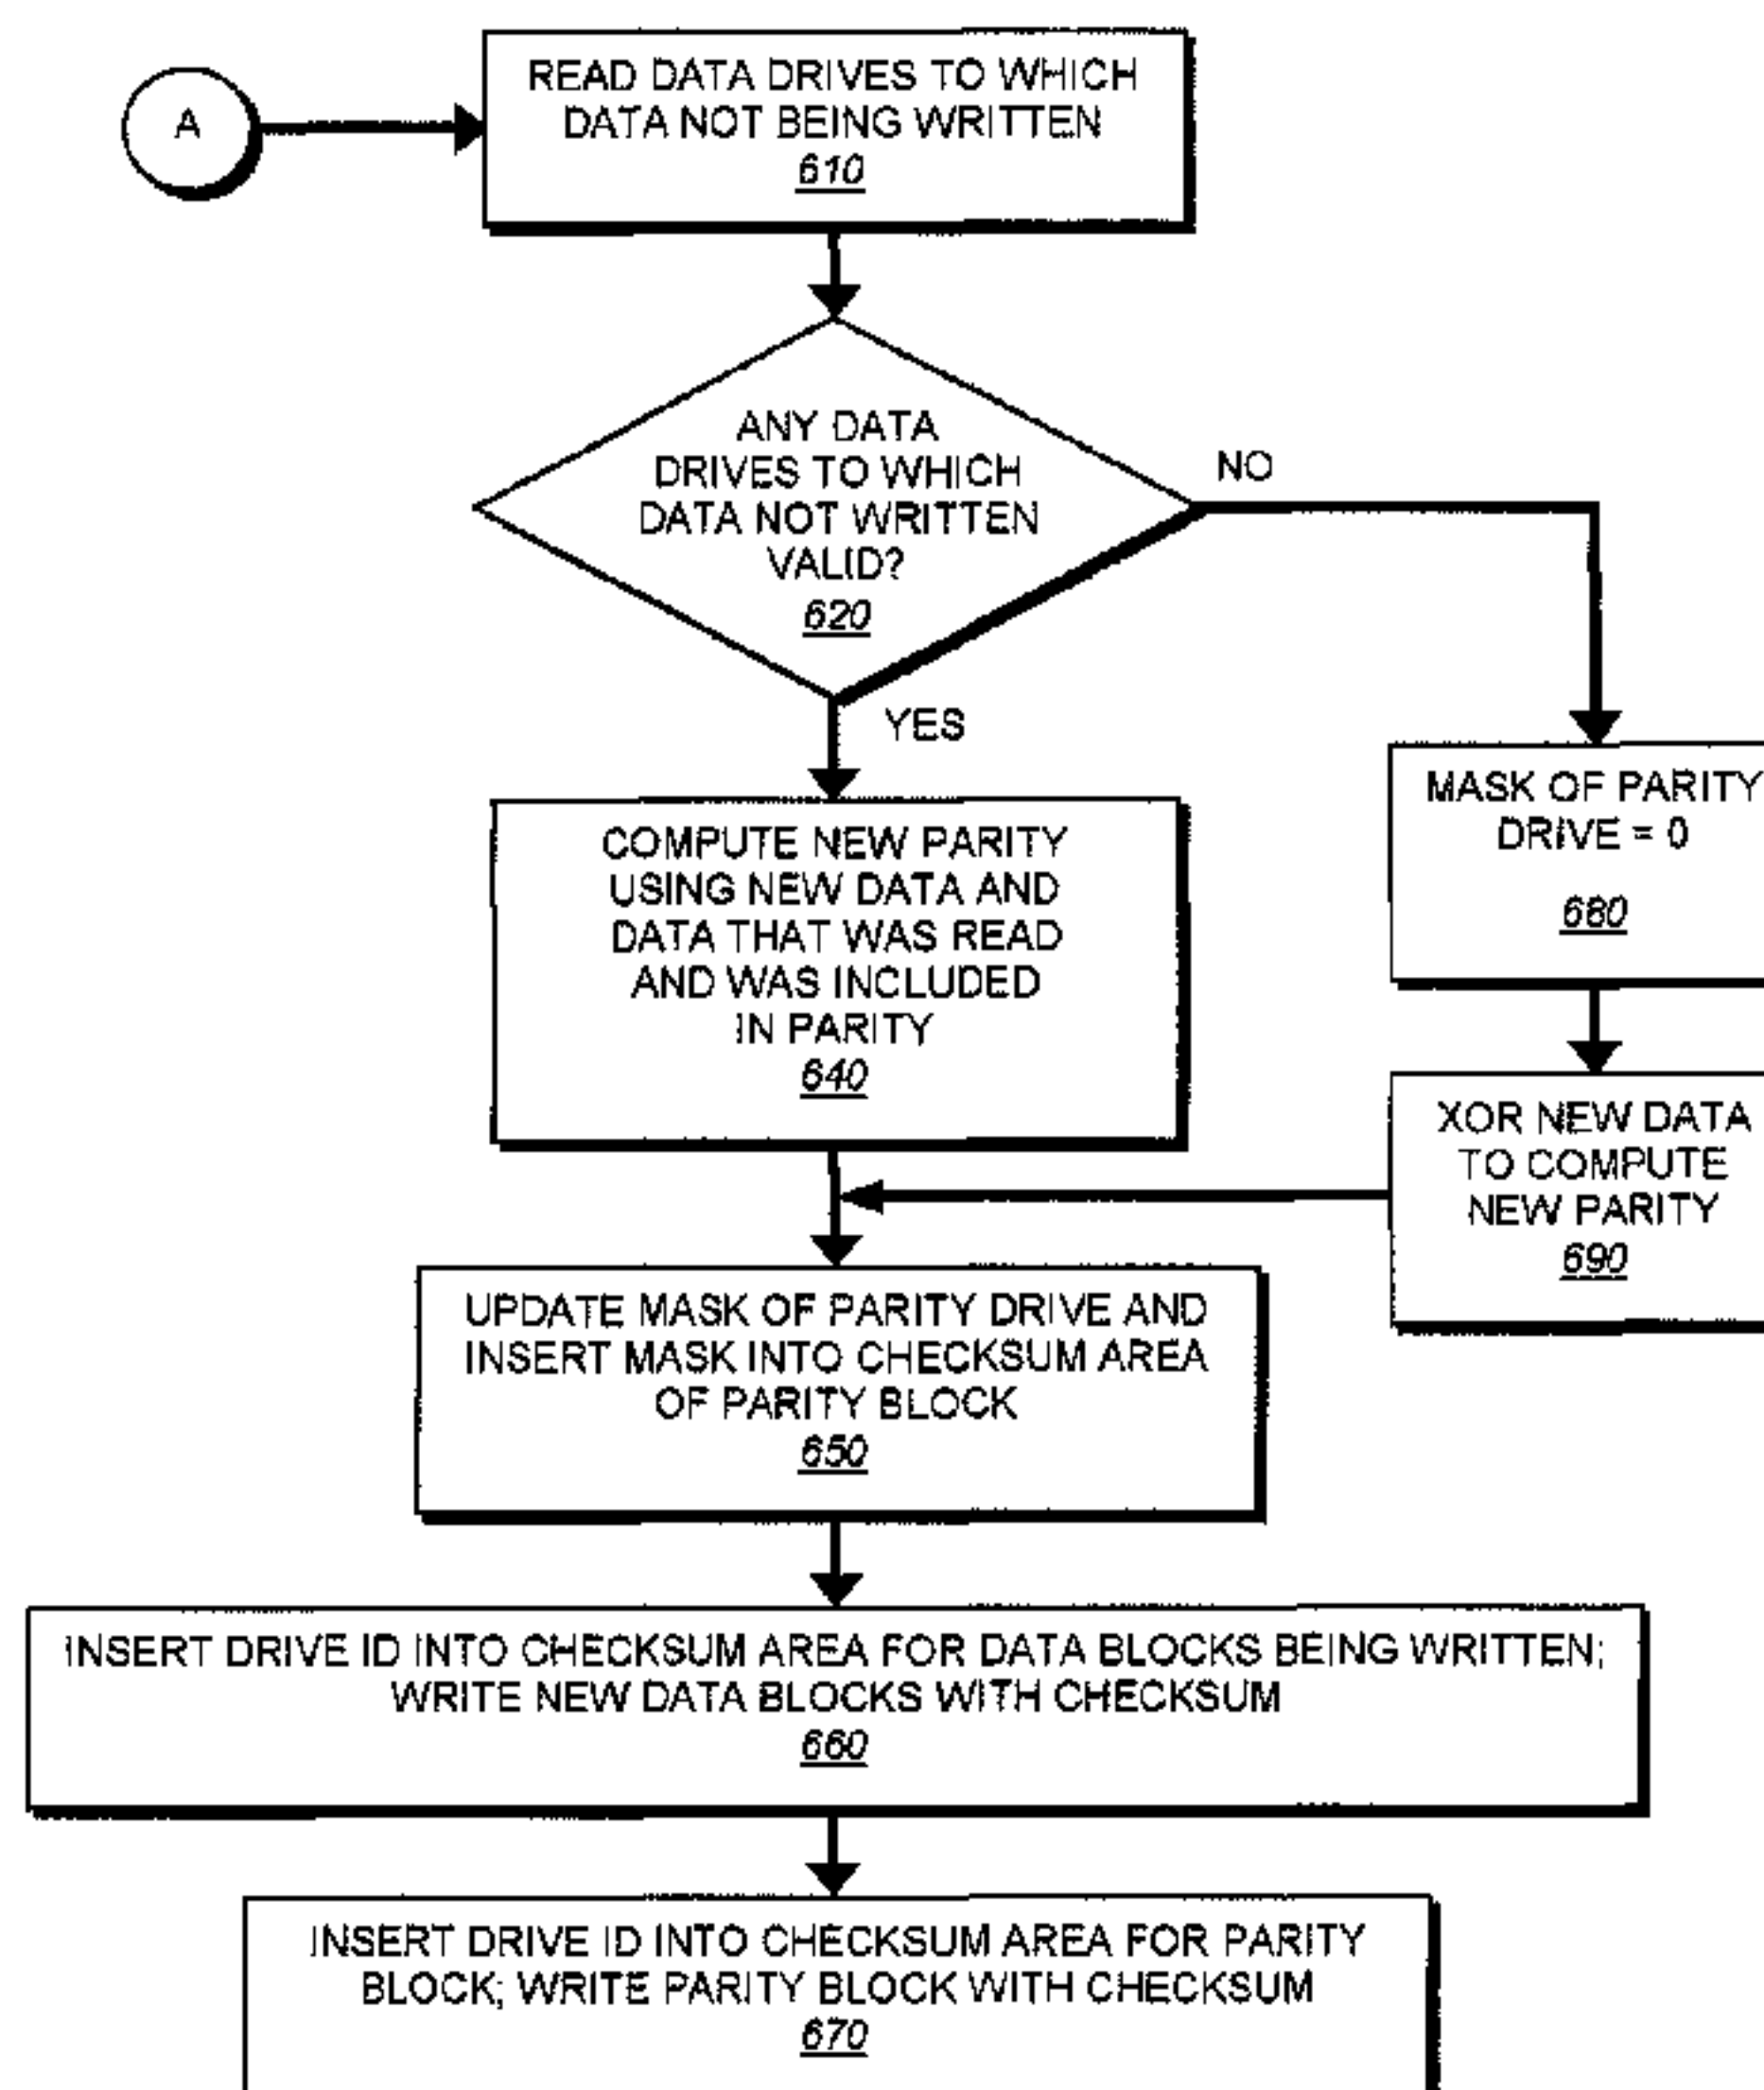 A
READ DATA DRIVES TO WHICH
DATA NOT BEING WRITTEN
610
ANY DATA
DRIVES TO WHICH
DATA NOT WRITTEN
VALID?
620
NO
YES
MASK OF PARITY
DRIVE = 0
680
COMPUTE NEW PARITY
USING NEW DATA AND
DATA THAT WAS READ
AND WAS INCLUDED
IN PARITY
640
XOR NEW DATA
TO COMPUTE
NEW PARITY
690
UPDATE MASK OF PARITY DRIVE AND
INSERT MASK INTO CHECKSUM AREA
OF PARITY BLOCK
650
INSERT DRIVE ID INTO CHECKSUM AREA FOR DATA BLOCKS BEING WRITTEN;
WRITE NEW DATA BLOCKS WITH CHECKSUM
660
INSERT DRIVE ID INTO CHECKSUM AREA FOR PARITY
BLOCK; WRITE PARITY BLOCK WITH CHECKSUM
670